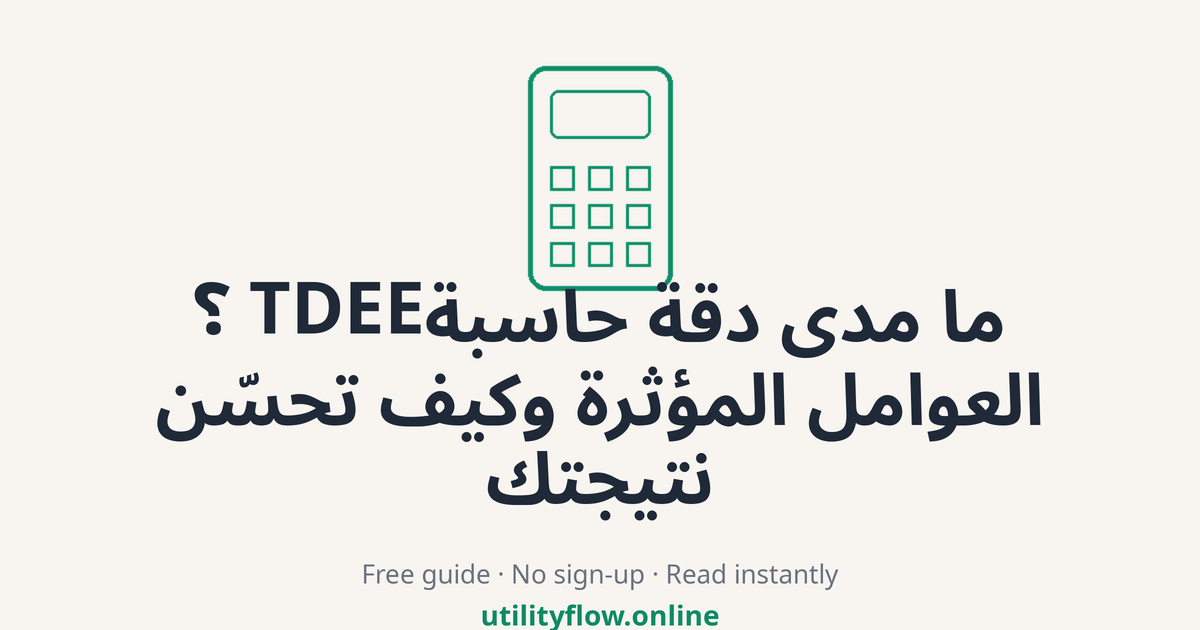 ما مدى دقة حاسبةTDEE ؟
العوامل المؤثرة وكيف تحسّن
نتيجتك
Free guide · No sign-up · Read instantly
utilityflow.online